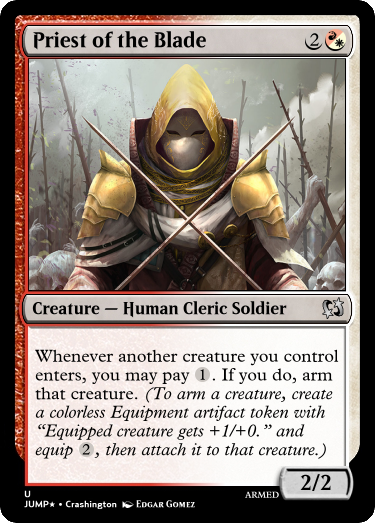 Priest of the Blade 2
Creature — Human Cleric Soldier
Whenever another creature you control
enters, you may pay 1. If you do, arm
that creature. (To arm a creature, create
a colorless Equipment artifact token with
“Equipped creature gets +1/+0.” and
equip 2, then attach it to that creature.)
2/2
U
JUMP★ • Crashington EDGAR GOMEZ
ARMED